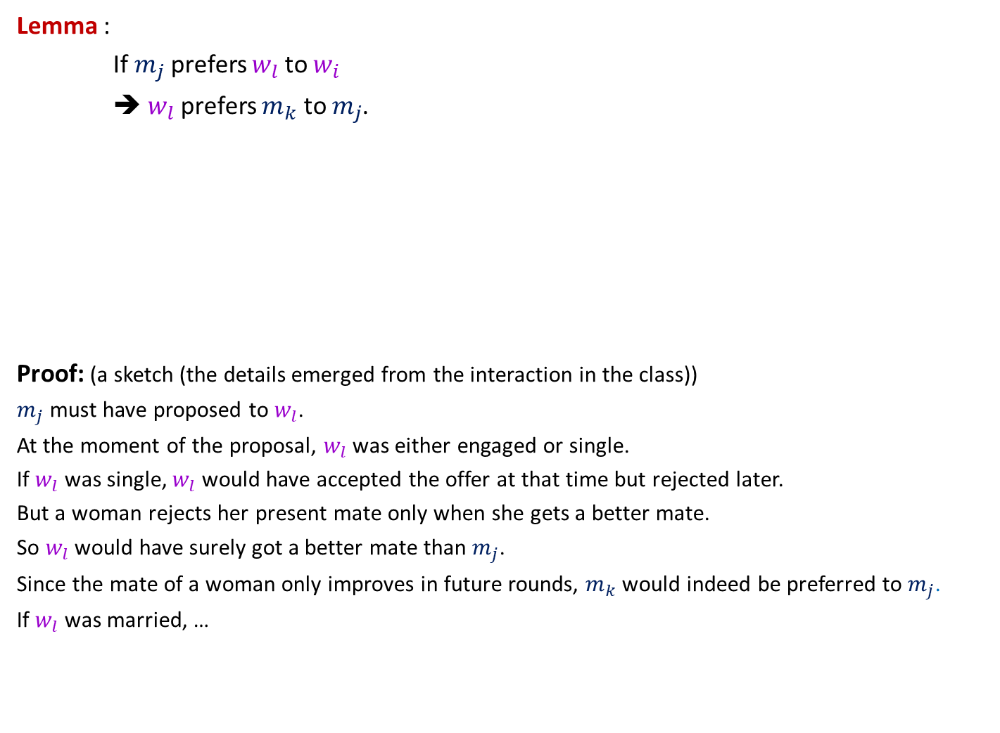 Lemma :
If m_j prefers w_l to w_i
➔ w_l prefers m_k to m_j.
Proof: (a sketch (the details emerged from the interaction in the class))
m_j must have proposed to w_l.
At the moment of the proposal, w_l was either engaged or single.
If w_l was single, w_l would have accepted the offer at that time but rejected later.
But a woman rejects her present mate only when she gets a better mate.
So w_l would have surely got a better mate than m_j.
Since the mate of a woman only improves in future rounds, m_k would indeed be preferred to m_j.
If w_l was married, …